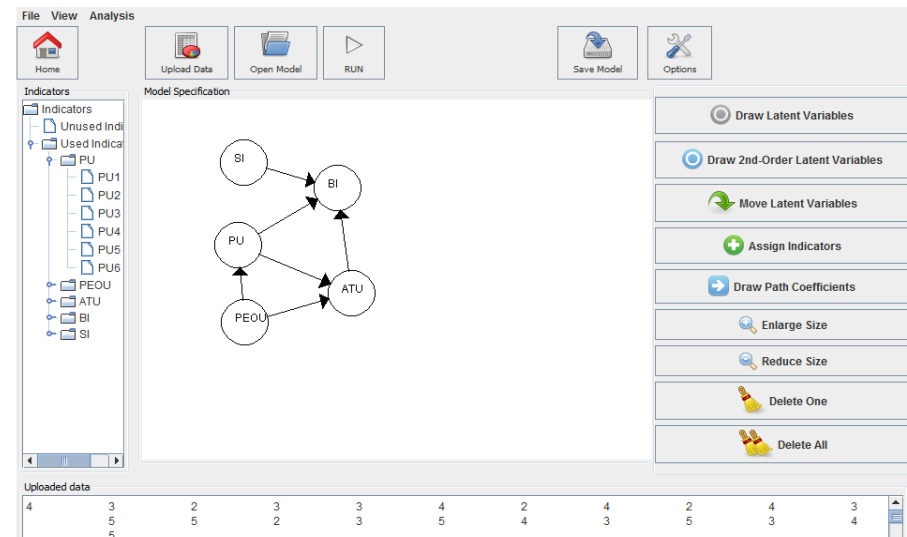 File View Analysis
Home Upload Data Open Model RUN Save Model Options
Indicators Model Specification
Indicators
Unused Indi
Used Indicat
PU
PU1
PU2
PU3
PU4
PU5
PU6
PEOU
ATU
BI
SI
SI
BI
PU
ATU
PEOU
Draw Latent Variables
Draw 2nd-Order Latent Variables
Move Latent Variables
Assign Indicators
Draw Path Coefficients
Enlarge Size
Reduce Size
Delete One
Delete All
Uploaded data
4 3 2 3 3 4 2 4 2 4 3
5 5 2 3 5 4 3 5 3 4
5